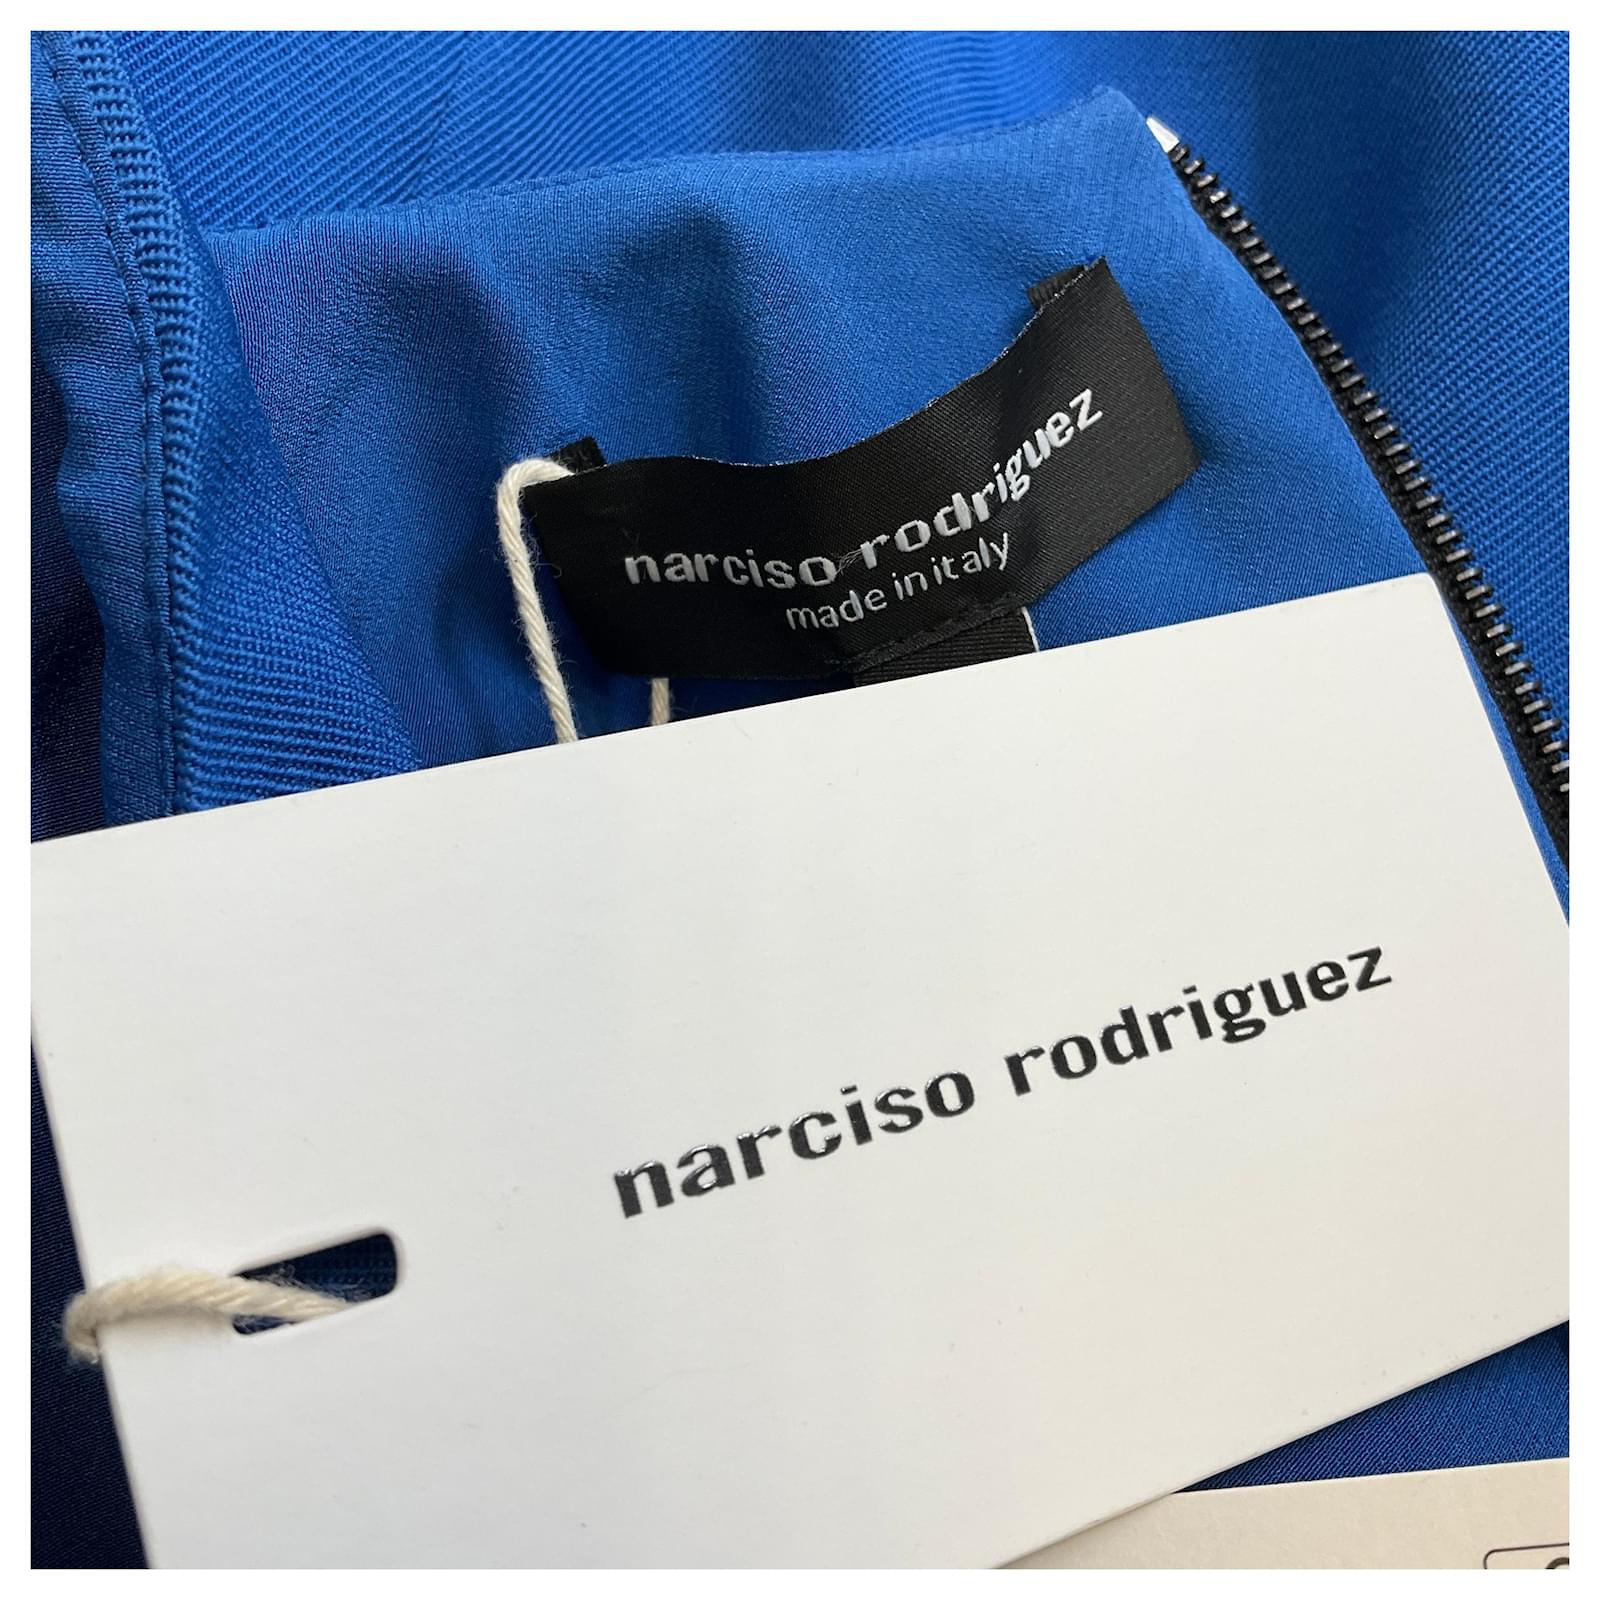 narciso rodriguez
made in italy
narciso rodriguez